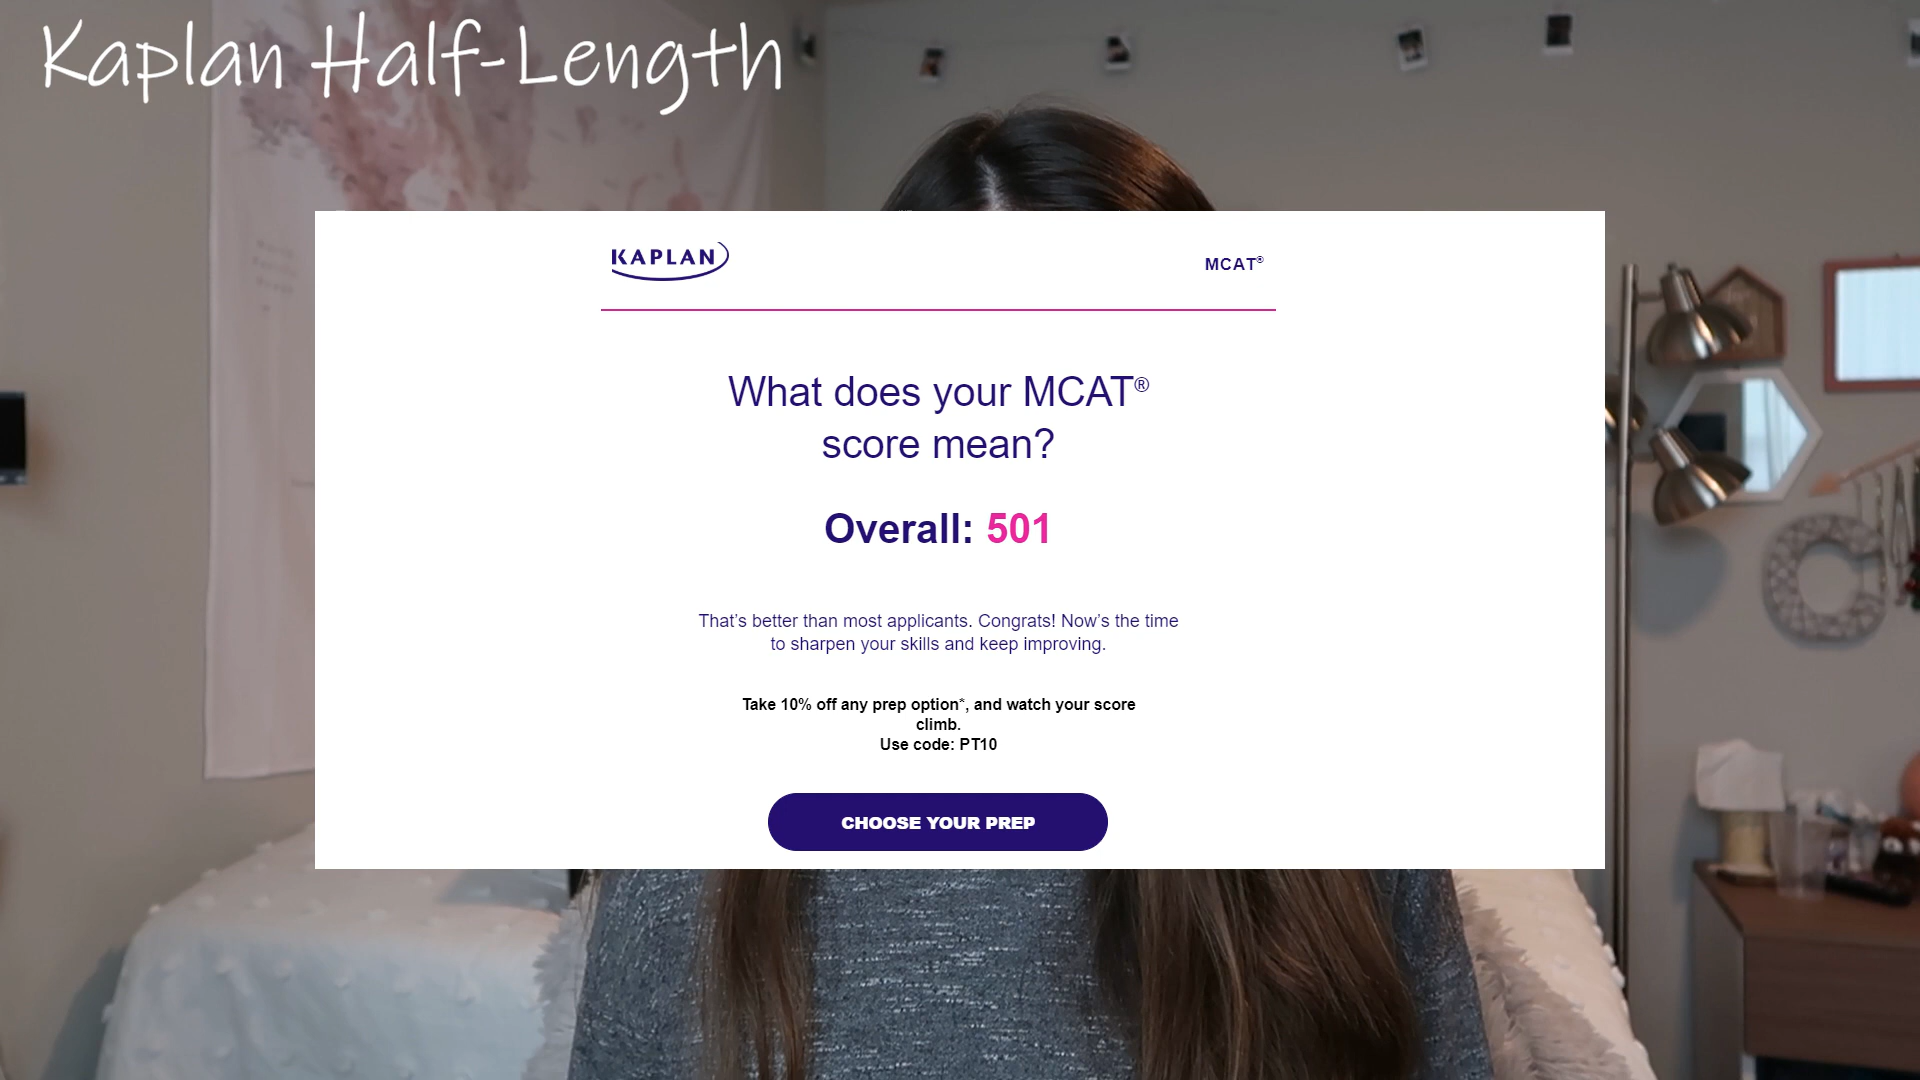 Kaplan Half-Length
KAPLAN
MCAT®
What does your MCAT®
score mean?
Overall: 501
That's better than most applicants. Congrats! Now's the time
to sharpen your skills and keep improving.
Take 10% off any prep option*, and watch your score
climb.
Use code: PT10
CHOOSE YOUR PREP